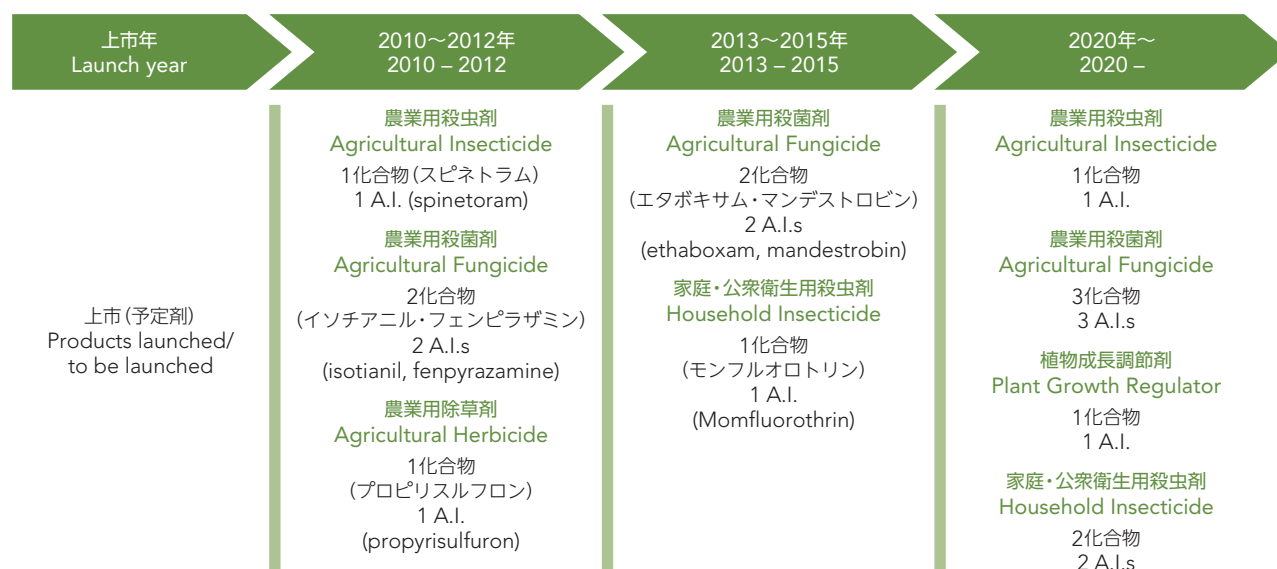 上市年
Launch year
2010〜2012年
2010 – 2012
2013〜2015年
2013 – 2015
2020年〜
2020 –
上市(予定剤)
Products launched/
to be launched
農業用殺虫剤
Agricultural Insecticide
1化合物(スピネトラム)
1 A.I. (spinetoram)
農業用殺菌剤
Agricultural Fungicide
2化合物
(イソチアニル・フェンピラザミン)
2 A.I.s
(isotianil, fenpyrazamine)
農業用除草剤
Agricultural Herbicide
1化合物
(プロピリスルフロン)
1 A.I.
(propyrisulfuron)
農業用殺菌剤
Agricultural Fungicide
2化合物
(エタボキサム・マンデストロビン)
2 A.I.s
(ethaboxam, mandestrobin)
家庭・公衆衛生用殺虫剤
Household Insecticide
1化合物
(モンフルオロトリン)
1 A.I.
(Momfluorothrin)
農業用殺虫剤
Agricultural Insecticide
1化合物
1 A.I.
農業用殺菌剤
Agricultural Fungicide
3化合物
3 A.I.s
植物成長調節剤
Plant Growth Regulator
1化合物
1 A.I.
家庭・公衆衛生用殺虫剤
Household Insecticide
2化合物
2 A.I.s